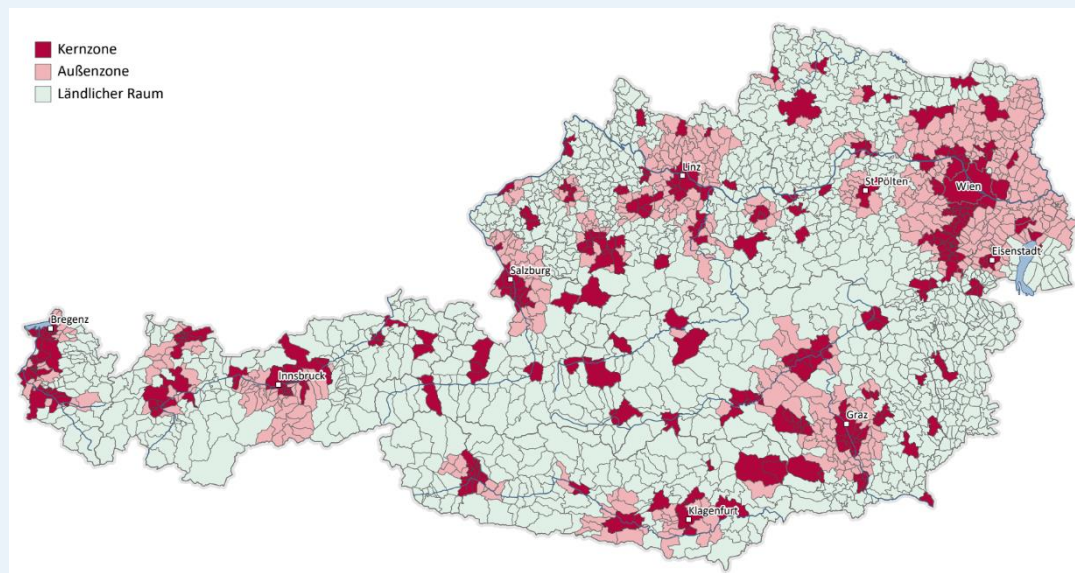 Kernzone
Außenzone
Ländlicher Raum
Linz
St.Pölten
Wien
Eisenstadt
Salzburg
Bregenz
Innsbruck
Graz
Klagenfurt